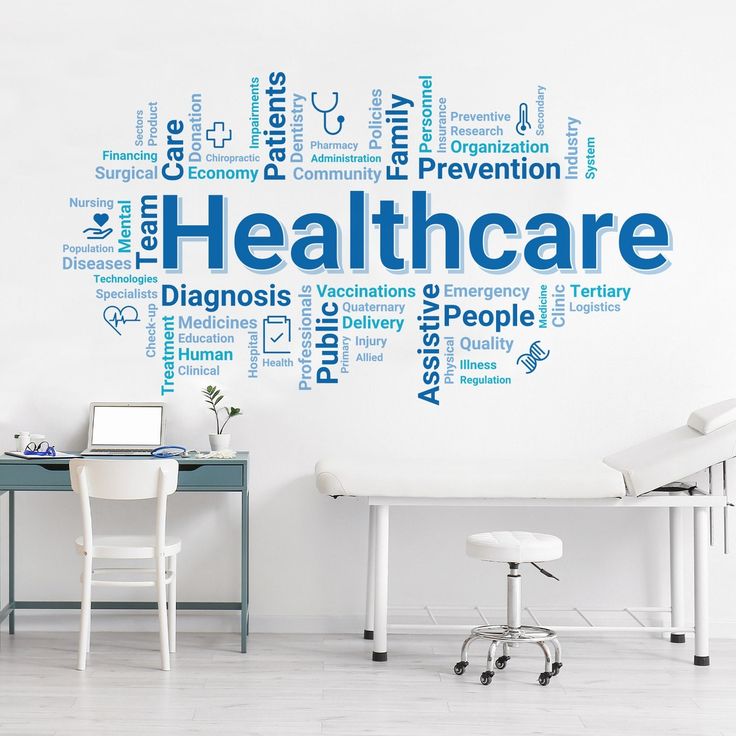 Sectors
Product
Care
Donation
Impairments
Patients
Dentistry
Policies
Family
Personnel
Insurance
Preventive
Research
Secondary
Industry
System
Financing
Surgical
Chiropractic
Economy
Pharmacy
Administration
Community
Organization
Prevention
Nursing
Population
Diseases
Mental
Team
Healthcare
Technologies
Specialists
Check-up
Diagnosis
Treatment
Medicines
Education
Human
Clinical
Hospital
Health
Professionals
Vaccinations
Public
Quaternary
Delivery
Primary
Injury
Allied
Assistive
Emergency
People
Physical
Quality
Illness
Regulation
Medicine
Clinic
Tertiary
Logistics